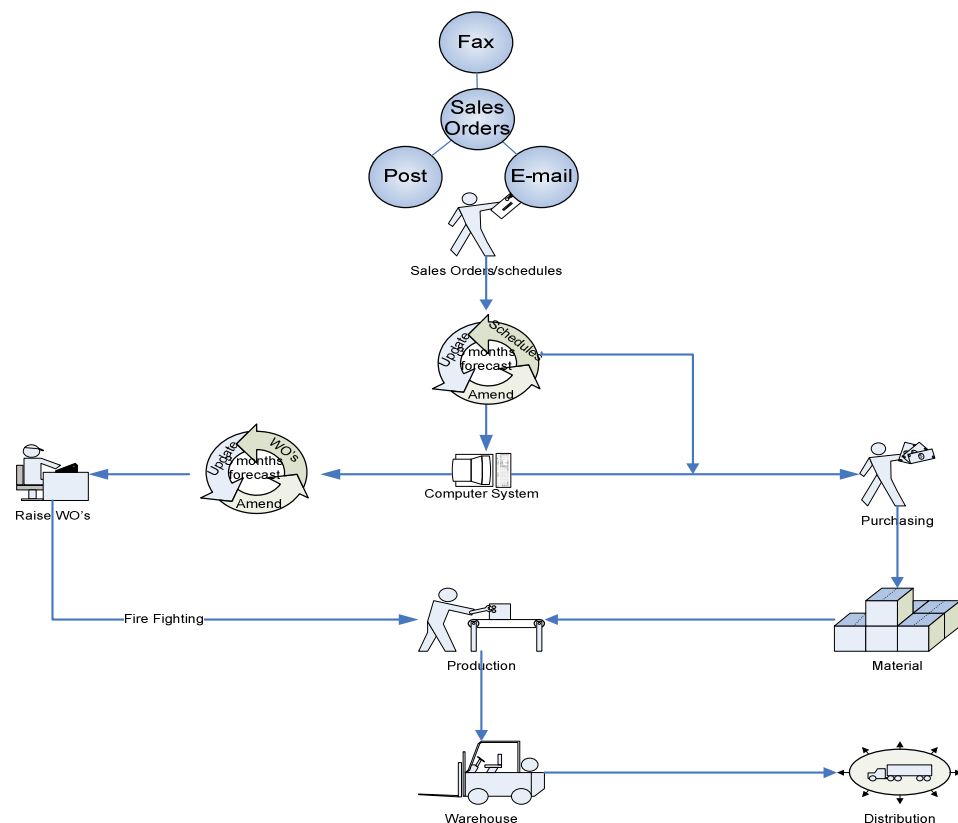 Fax
Sales
Orders
Post
E-mail
Sales Orders/schedules
Update
Schedules
months
forecast
Amend
Computer System
Update
WO's
months
forecast
Amend
Raise WO's
Purchasing
Fire Fighting
Production
Material
Warehouse
Distribution